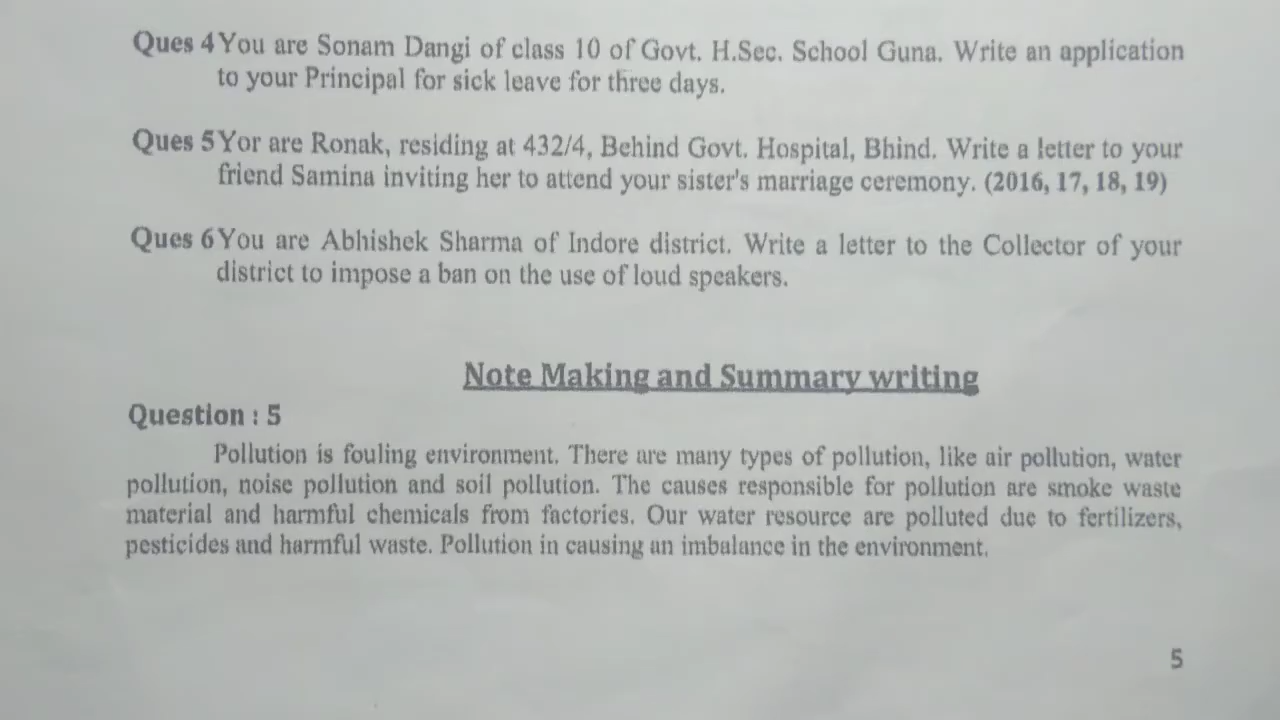 Ques 4 You are Sonam Dangi of class 10 of Govt. H.Sec. School Guna. Write an application
to your Principal for sick leave for three days.
Ques 5 Yor are Ronak, residing at 432/4, Behind Govt. Hospital, Bhind. Write a letter to your
friend Samina inviting her to attend your sister's marriage ceremony. (2016, 17, 18, 19)
Ques 6 You are Abhishek Sharma of Indore district. Write a letter to the Collector of your
district to impose a ban on the use of loud speakers.
Note Making and Summary writing
Question : 5
Pollution is fouling environment. There are many types of pollution, like air pollution, water
pollution, noise pollution and soil pollution. The causes responsible for pollution are smoke waste
material and harmful chemicals from factories. Our water resource are polluted due to fertilizers,
pesticides and harmful waste. Pollution in causing an imbalance in the environment.
5